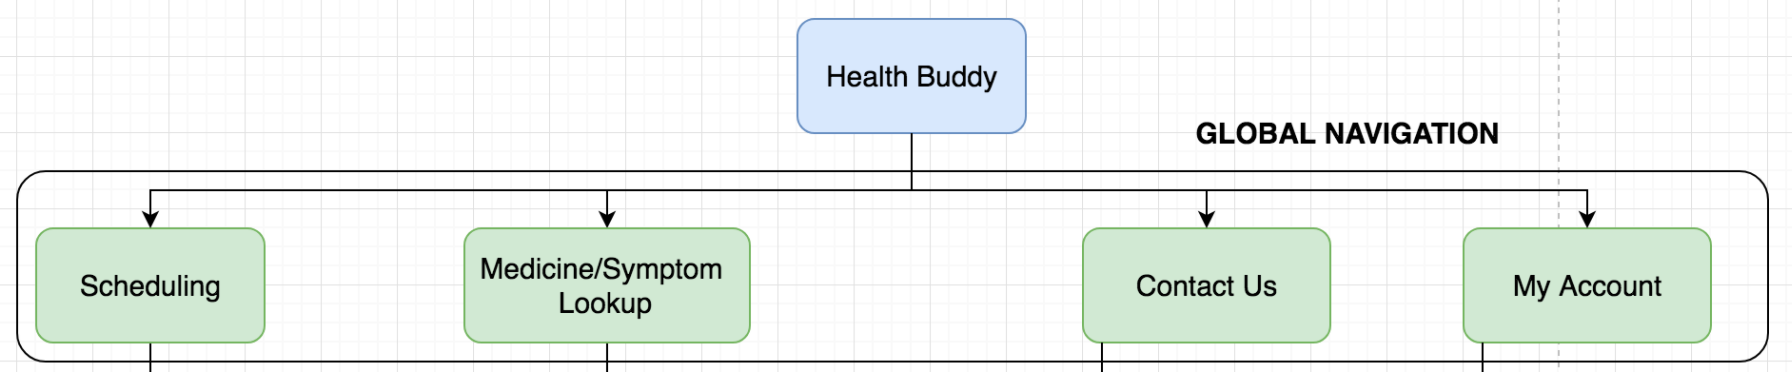 Health Buddy
GLOBAL NAVIGATION
Scheduling
Medicine/Symptom
Lookup
Contact Us
My Account